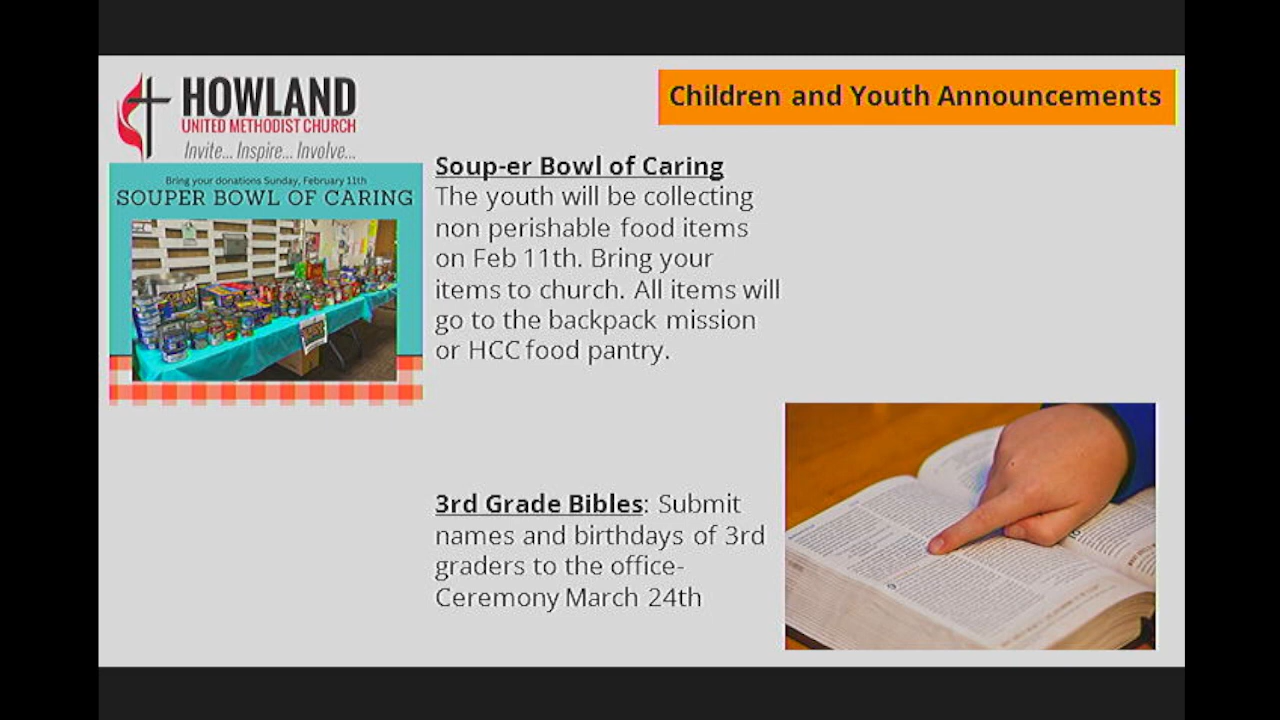 HOWLAND
UNITED METHODIST CHURCH
Invite... Inspire... Involve...
Children and Youth Announcements
Bring your donations Sunday, February 11th
SOUPER BOWL OF CARING
Soup-er Bowl of Caring
The youth will be collecting
non perishable food items
on Feb 11th. Bring your
items to church. All items will
go to the backpack mission
or HCC food pantry.
3rd Grade Bibles: Submit
names and birthdays of 3rd
graders to the office-
Ceremony March 24th